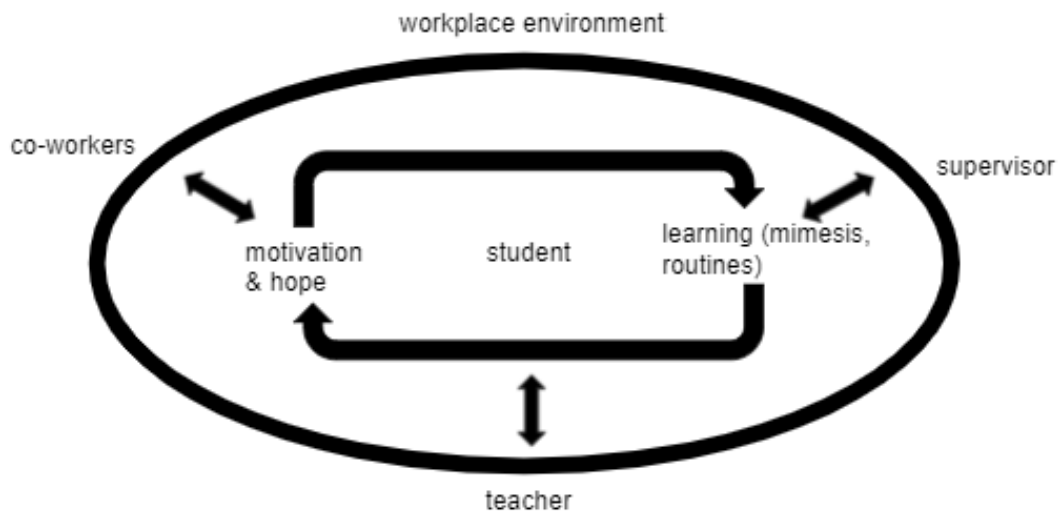 workplace environment
co-workers
supervisor
motivation
& hope
student
learning (mimesis,
routines)
teacher